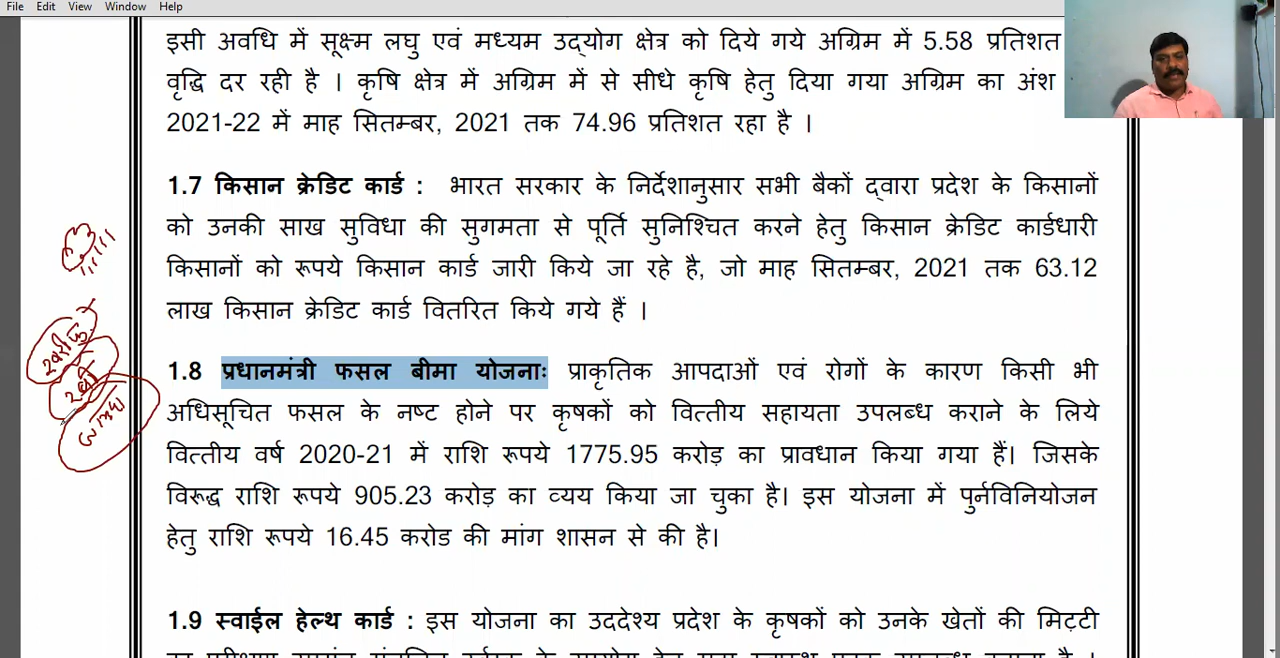 File Edit View Window Help
इसी अवधि में सूक्ष्म लघु एवं मध्यम उद्योग क्षेत्र को दिये गये अग्रिम में 5.58 प्रतिशत
वृद्धि दर रही है । कृषि क्षेत्र में अग्रिम में से सीधे कृषि हेतु दिया गया अग्रिम का अंश
2021-22 में माह सितम्बर, 2021 तक 74.96 प्रतिशत रहा है ।
1.7 किसान क्रेडिट कार्ड : भारत सरकार के निर्देशानुसार सभी बैकों द्वारा प्रदेश के किसानों
को उनकी साख सुविधा की सुगमता से पूर्ति सुनिश्चित करने हेतु किसान क्रेडिट कार्डधारी
किसानों को रूपये किसान कार्ड जारी किये जा रहे है, जो माह सितम्बर, 2021 तक 63.12
लाख किसान क्रेडिट कार्ड वितरित किये गये हैं ।
1.8 प्रधानमंत्री फसल बीमा योजनाः प्राकृतिक आपदाओं एवं रोगों के कारण किसी भी
अधिसूचित फसल के नष्ट होने पर कृषकों को वित्तीय सहायता उपलब्ध कराने के लिये
वित्तीय वर्ष 2020-21 में राशि रूपये 1775.95 करोड़ का प्रावधान किया गया हैं। जिसके
विरूद्ध राशि रूपये 905.23 करोड़ का व्यय किया जा चुका है। इस योजना में पुर्नविनियोजन
हेतु राशि रूपये 16.45 करोड की मांग शासन से की है।
1.9 स्वाईल हेल्थ कार्ड : इस योजना का उददेश्य प्रदेश के कृषकों को उनके खेतों की मिट्टी